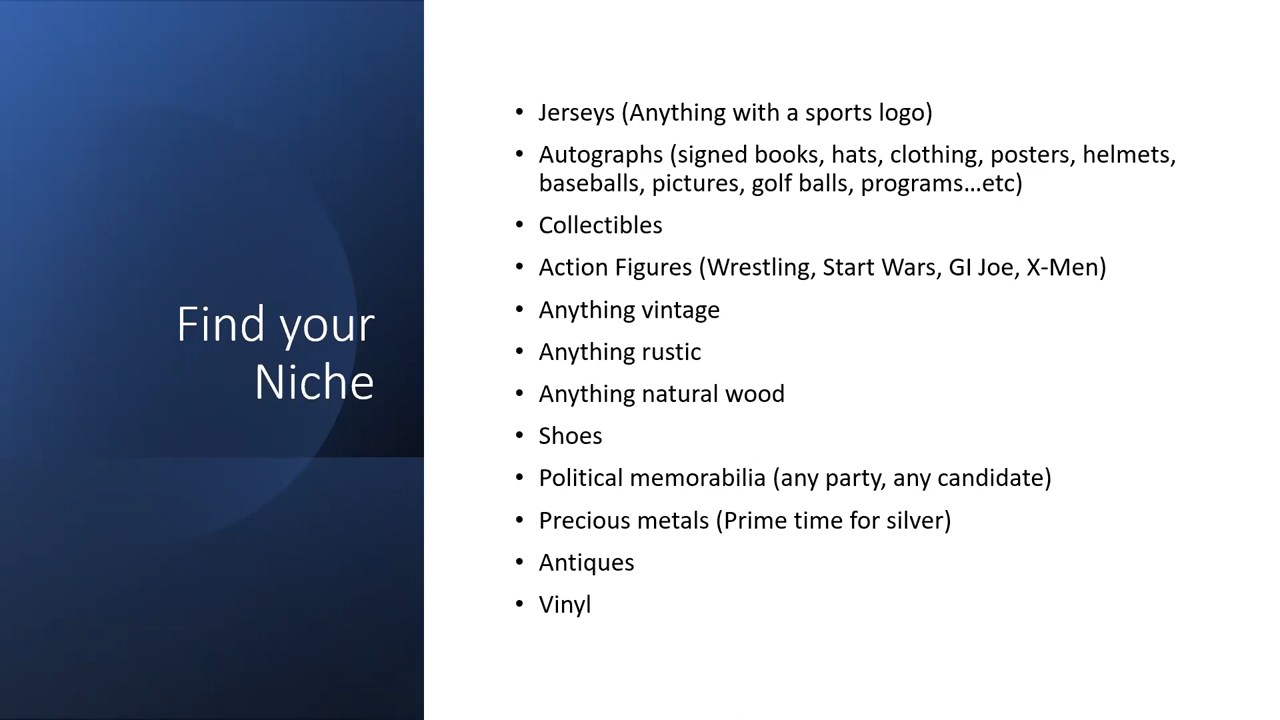 Find your
Niche
• Jerseys (Anything with a sports logo)
• Autographs (signed books, hats, clothing, posters, helmets,
baseballs, pictures, golf balls, programs...etc)
• Collectibles
• Action Figures (Wrestling, Start Wars, GI Joe, X-Men)
• Anything vintage
• Anything rustic
• Anything natural wood
• Shoes
• Political memorabilia (any party, any candidate)
• Precious metals (Prime time for silver)
• Antiques
• Vinyl